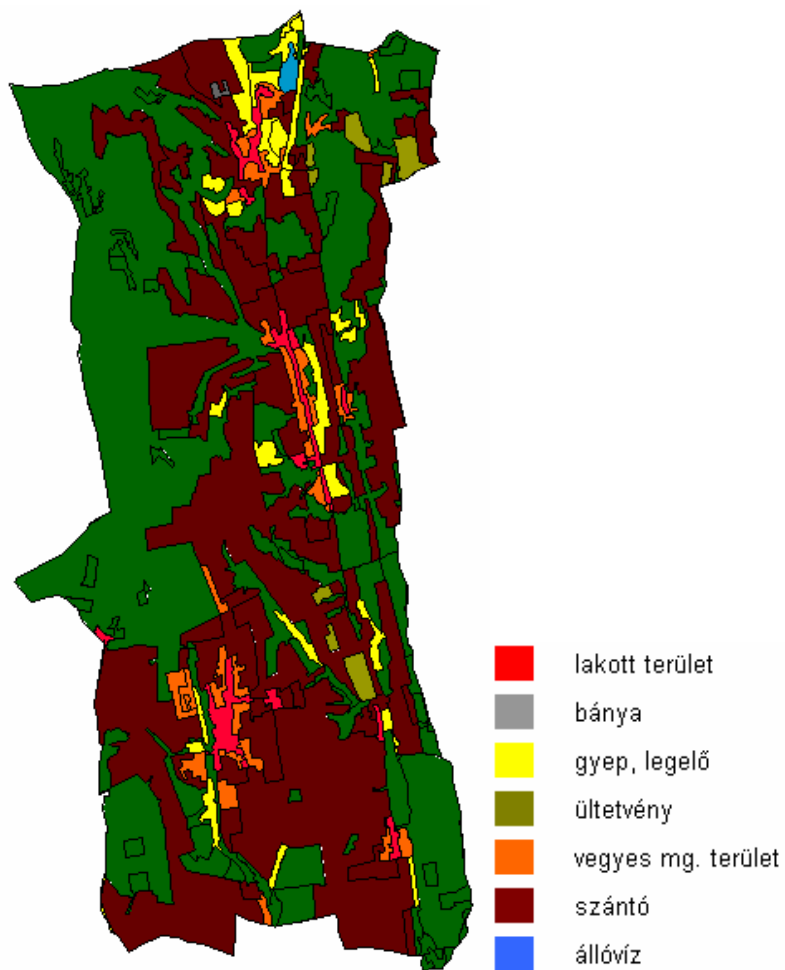 lakott terület
bánya
gyep, legelő
ültetvény
vegyes mg. terület
szántó
állóvíz